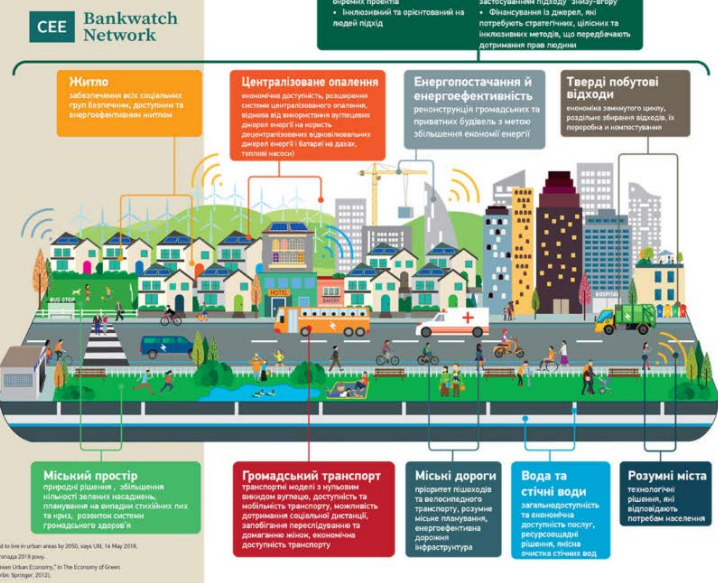 CEE
Bankwatch
Network
окремих проєктів
• Інклюзивний та орієнтований на
людей підхід
застосуванням підходу "знизу-вгору"
• Фінансування із джерел, які
потребують стратегічних, цілісних та
інклюзивних методів, що передбачають
дотримання прав людини
Житло
забезпечення всіх соціальних
груп безпечним, доступним та
енергоефективним житлом
Централізоване опалення
економічна доступність, розширення
системи централізованого опалення,
відмова від використання вуглецевих
джерел енергії на користь
децентралізованих відновлювальних
джерел енергії і батареї на дахах,
теплові насоси)
Енергопостачання й
енергоефективність
реконструкція громадських та
приватних будівель з метою
збільшення економії енергії
Тверді побутові
відходи
економіка замкнутого циклу,
роздільне збирання відходів, їх
переробка и компостування
BUS STOP
HOTEL
BAKERY
HOSPITAL
Міський простір
природні рішення , збільшення
кількості зелених насаджень,
планування на випадки стихійних лих
та криз, розвиток системи
громадського здоров'я
Громадський транспорт
транспортні моделі з нульовим
викидом вуглецю, доступність та
мобільність транспорту, можливість
дотримання соціальної дистанції,
запобігання переслідуванню та
домаганню жінок, економічна
доступність транспорту
Міські дороги
пріоритет пішоходів
та велосипедного
транспорту, розумне
міське планування,
енергоефективна
дорожня
інфраструктура
Вода та
стічні води
загальнодоступність
та економічна
доступність послуг,
ресурсоощадні
рішення, якісна
очистка стічних вод
Розумні міста
технологічні
рішення, які
відповідають
потребам населення
d to live in urban areas by 2050, says UN, 16 May 2018.
опада 2019 року.
een Urban Economy," in The Economy of Green
rlin: Springer, 2012).